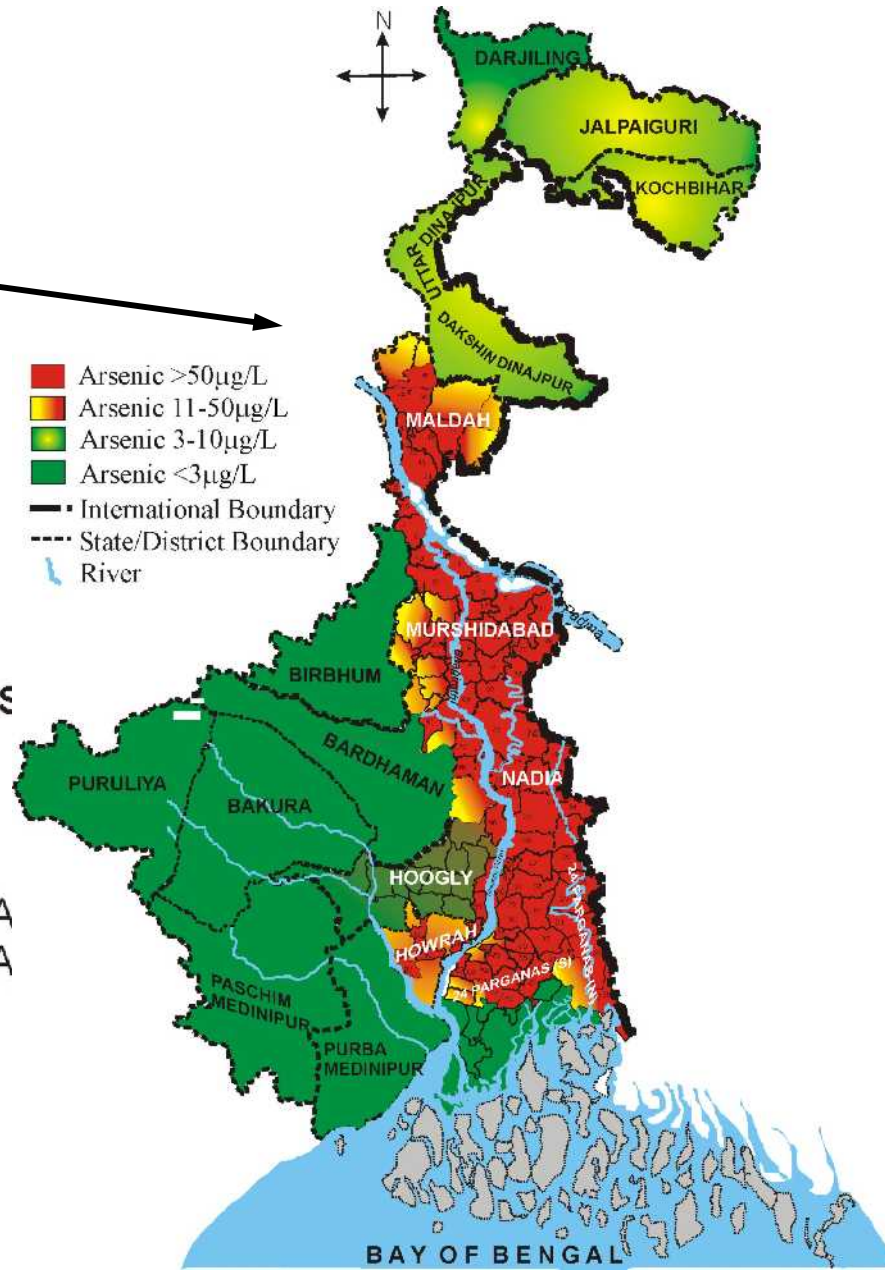 N
DARJILING
JALPAIGURI
KOCHBIHAR
UTTAR DINAJPUR
DAKSHIN DINAJPUR
Arsenic >50µg/L
Arsenic 11-50µg/L
Arsenic 3-10µg/L
Arsenic <3µg/L
International Boundary
State/District Boundary
River
MALDAH
MURSHIDABAD
Padma
BIRBHUM
S
BARDHAMAN
PURULIYA
BAKURA
NADIA
HOOGLY
24 PARGANAS (N)
A
HOWRAH
A
24 PARGANAS (S)
PASCHIM
MEDINIPUR
PURBA
MEDINIPUR
BAY OF BENGAL